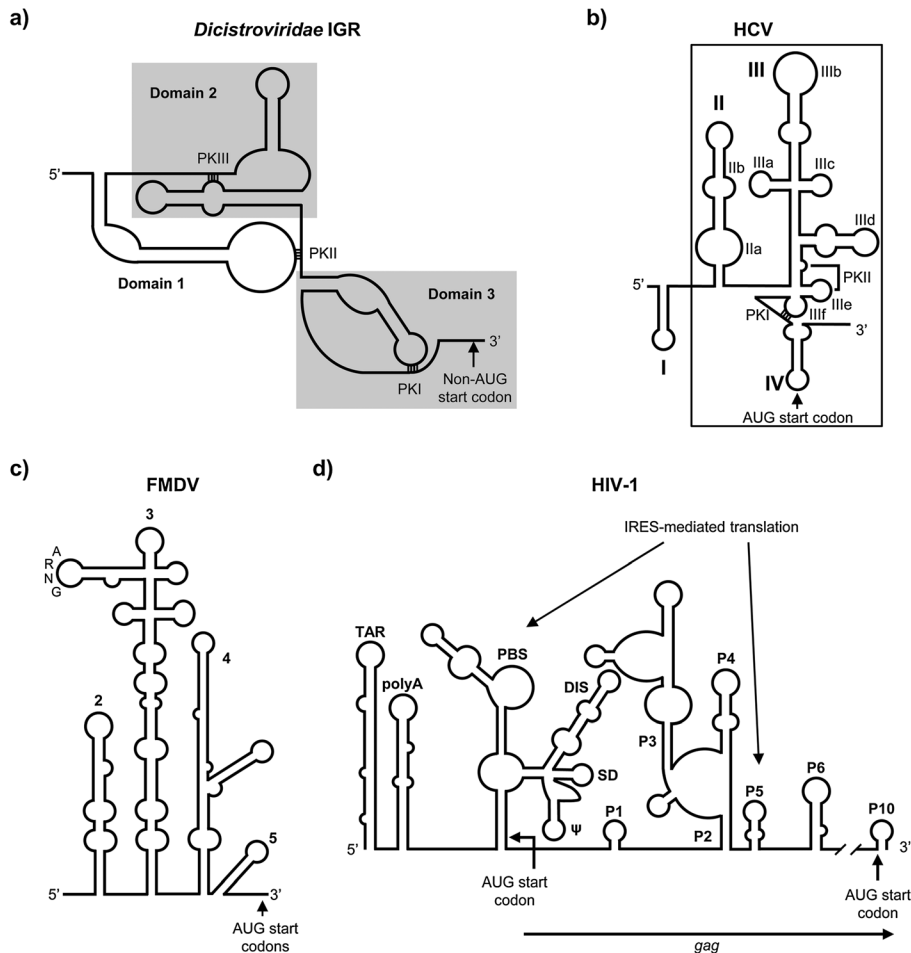 a)
Dicistroviridae IGR
Domain 2
PKIII
5’
Domain 1
PKII
Domain 3
3’
PKI
Non-AUG
start codon
b)
HCV
III
IIIb
II
IIb
IIIa
IIIc
IIId
IIa
5’
PKII
IIIe
PKI
IIIf
3’
I
IV
AUG start codon
c)
FMDV
3
A
R
N
G
4
2
5
5’
3’
AUG start
codons
d)
HIV-1
IRES-mediated translation
TAR
PBS
polyA
DIS
P4
P3
SD
P5
P6
P1
Ψ
P2
P10
5’
3’
AUG start
codon
AUG start
codon
gag